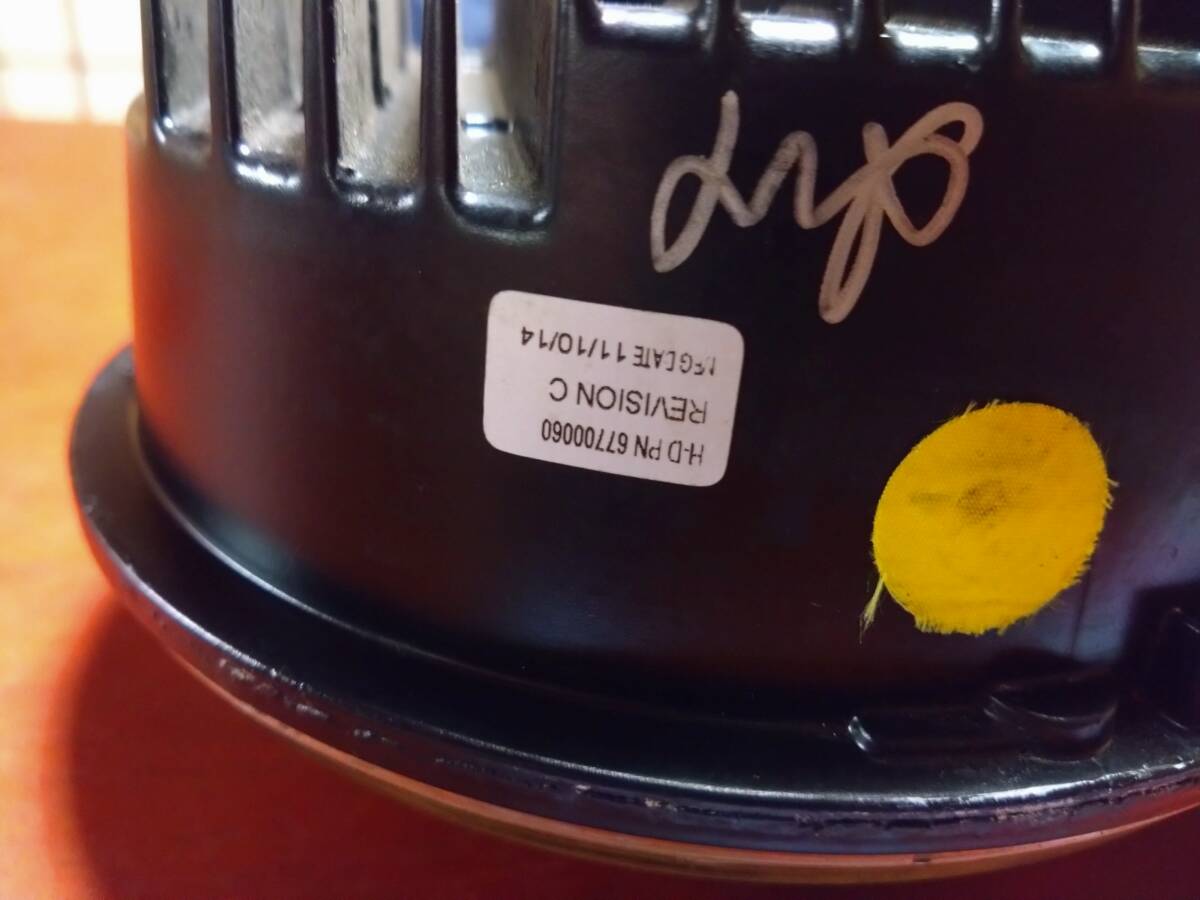 H-D PN 67700060
REVISION C
MFG DATE 11/10/14